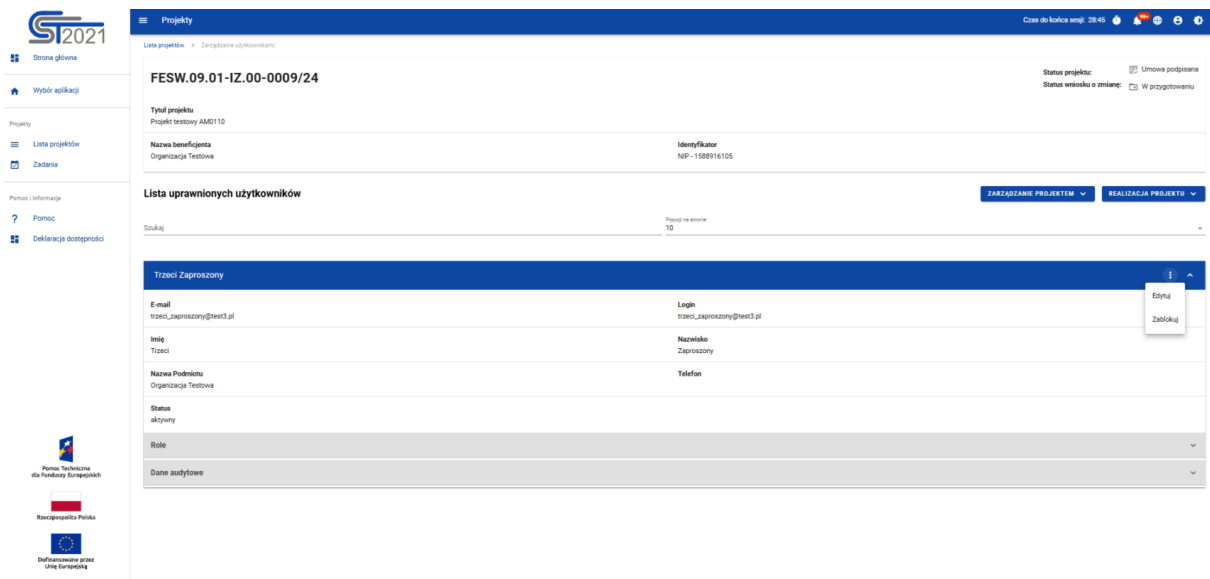 CST2021
Projekty
Czas do końca sesji: 28:45
99+
Strona główna
Wybór aplikacji
Projekty
Lista projektów
Zadania
Pomoc i informacje
Pomoc
Deklaracja dostępności
Pomoc Techniczna
dla Funduszy Europejskich
Rzeczpospolita Polska
Dofinansowane przez
Unię Europejską
Lista projektów > Zarządzanie użytkownikami
FESW.09.01-IZ.00-0009/24
Status projektu: Umowa podpisana
Status wniosku o zmianę: W przygotowaniu
Tytuł projektu
Projekt testowy AM0110
Nazwa beneficjenta
Organizacja Testowa
Identyfikator
NIP - 1588916105
Lista uprawnionych użytkowników
ZARZĄDZANIE PROJEKTEM
REALIZACJA PROJEKTU
Szukaj
Pozycji na stronie
10
Trzeci Zaproszony
Edytuj
Zablokuj
E-mail
trzeci_zaproszony@test3.pl
Login
trzeci_zaproszony@test3.pl
Imię
Trzeci
Nazwisko
Zaproszony
Nazwa Podmiotu
Organizacja Testowa
Telefon
Status
aktywny
Role
Dane audytowe